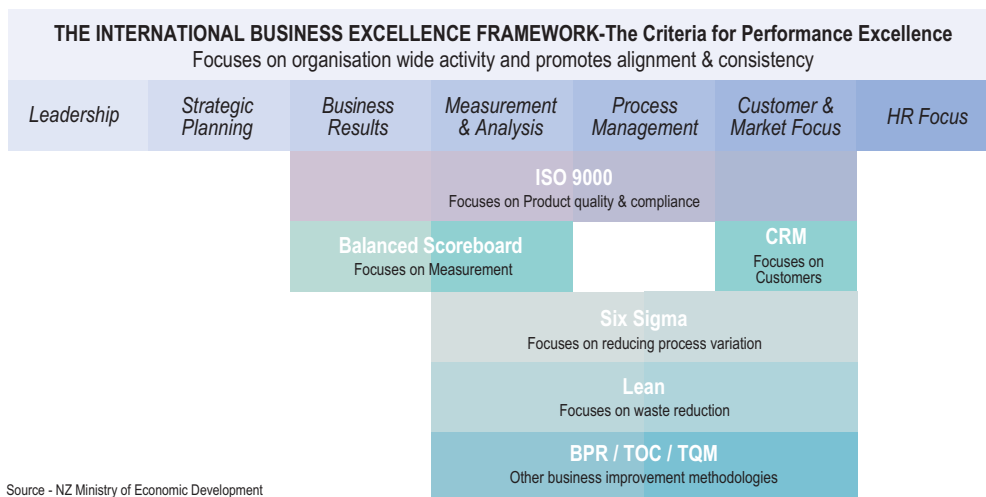 THE INTERNATIONAL BUSINESS EXCELLENCE FRAMEWORK-The Criteria for Performance Excellence
Focuses on organisation wide activity and promotes alignment & consistency
Leadership
Strategic
Planning
Business
Results
Measurement
& Analysis
Process
Management
Customer &
Market Focus
HR Focus
ISO 9000
Focuses on Product quality & compliance
Balanced Scoreboard
Focuses on Measurement
CRM
Focuses on
Customers
Six Sigma
Focuses on reducing process variation
Lean
Focuses on waste reduction
BPR / TOC / TQM
Other business improvement methodologies
Source - NZ Ministry of Economic Development